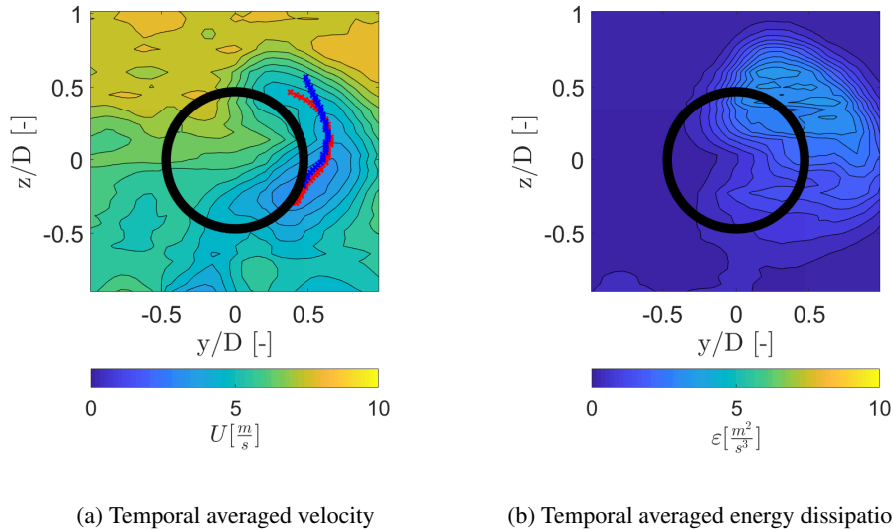 1
0.5
0
-0.5
z/D [-]
-0.5 0 0.5
y/D [-]
0 5 10
U[m/s]
(a) Temporal averaged velocity
1
0.5
0
-0.5
z/D [-]
-0.5 0 0.5
y/D [-]
0 5 10
ε[m²/s³]
(b) Temporal averaged energy dissipatio